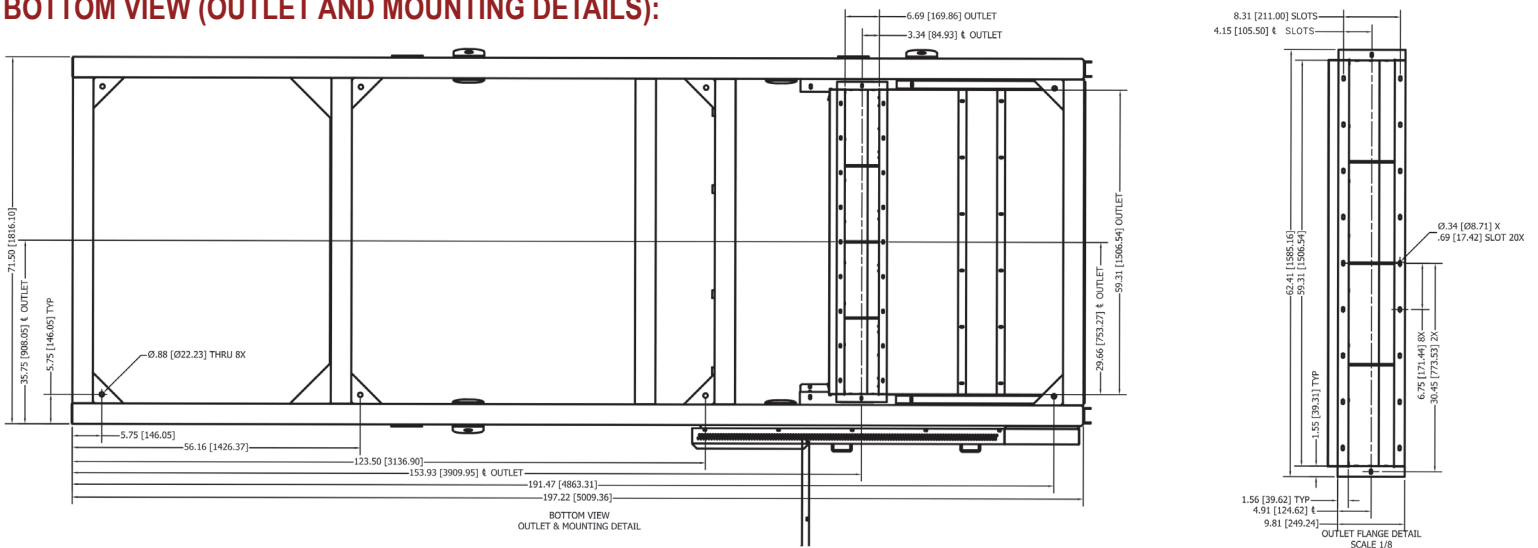 BOTTOM VIEW (OUTLET AND MOUNTING DETAILS):
6.69 [169.86] OUTLET
3.34 [84.93] ℄ OUTLET
71.50 [1816.10]
35.75 [908.05] ℄ OUTLET
5.75 [146.05] TYP
Ø.88 [Ø22.23] THRU 8X
59.31 [1506.54] OUTLET
29.66 [753.27] ℄ OUTLET
5.75 [146.05]
56.16 [1426.37]
123.50 [3136.90]
153.93 [3909.95] ℄ OUTLET
191.47 [4863.31]
197.22 [5009.36]
BOTTOM VIEW
OUTLET & MOUNTING DETAIL
8.31 [211.00] SLOTS
4.15 [105.50] ℄ SLOTS
62.41 [1585.16]
59.31 [1506.54]
1.55 [39.31] TYP
Ø.34 [Ø8.71] X
.69 [17.42] SLOT 20X
6.75 [171.44] 8X
30.45 [773.53] 2X
1.56 [39.62] TYP
4.91 [124.62] ℄
9.81 [249.24]
OUTLET FLANGE DETAIL
SCALE 1/8